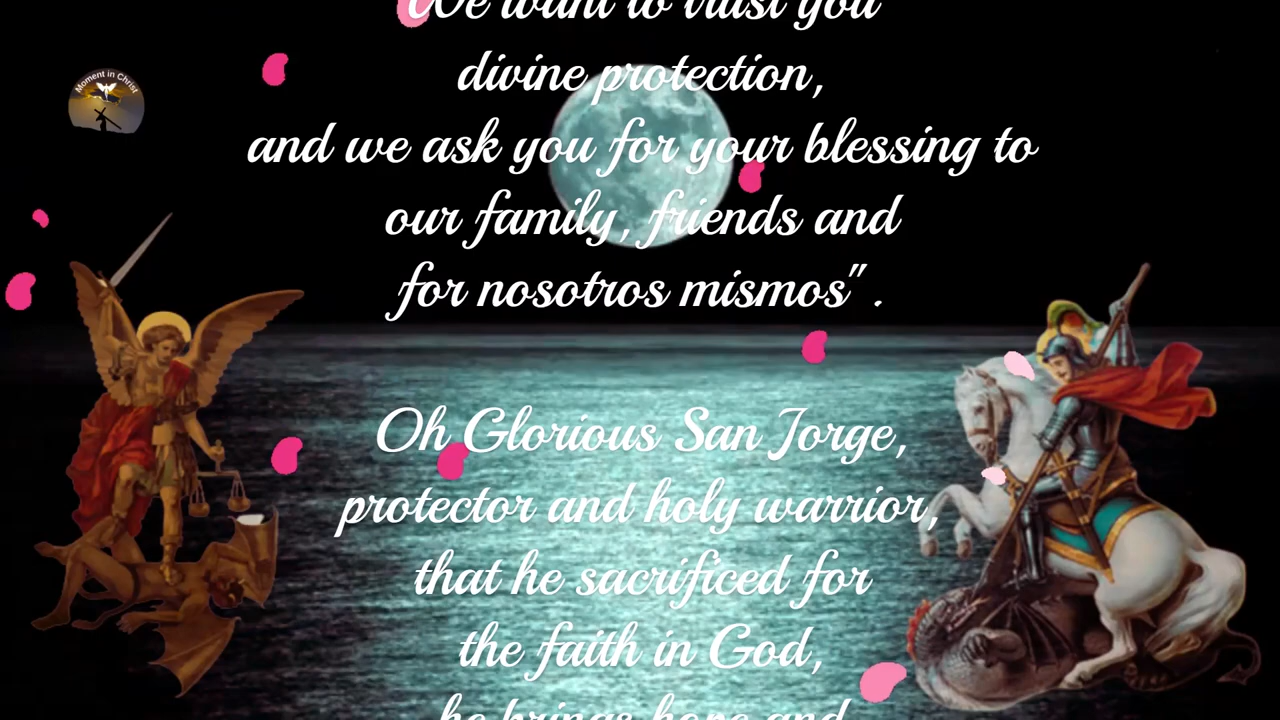 Moment in Christ
We want to trust you
divine protection,
and we ask you for your blessing to
our family, friends and
for nosotros mismos" .
Oh Glorious San Jorge,
protector and holy warrior,
that he sacrificed for
the faith in God,
he brings hope and